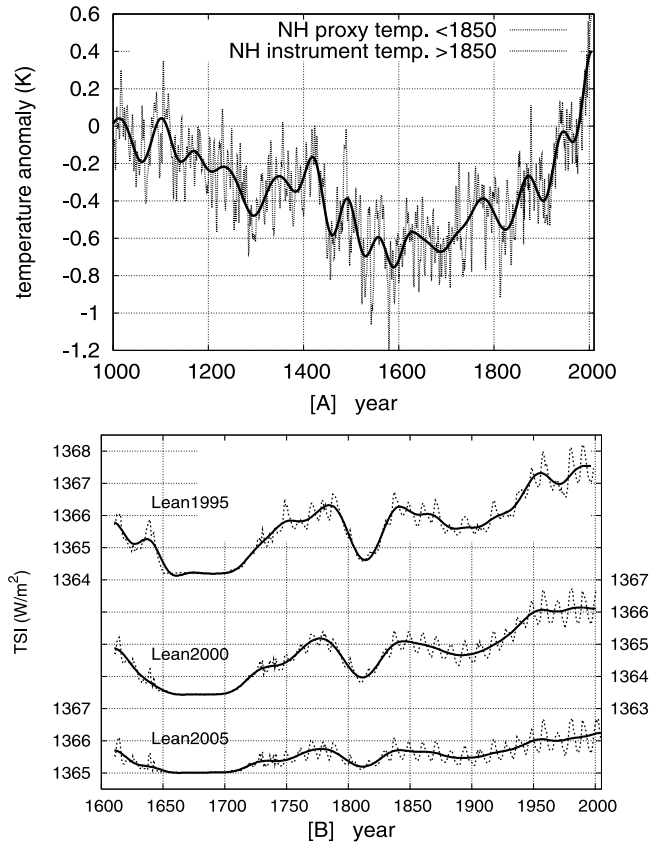 NH proxy temp. <1850
NH instrument temp. >1850
temperature anomaly (K)
0.6
0.4
0.2
0
-0.2
-0.4
-0.6
-0.8
-1
-1.2
1000 1200 1400 1600 1800 2000
[A] year
TSI (W/m²)
1368
1367
1366
1365
1364
1367
1366
1365
Lean1995
Lean2000
Lean2005
1367
1366
1365
1364
1363
1600 1650 1700 1750 1800 1850 1900 1950 2000
[B] year